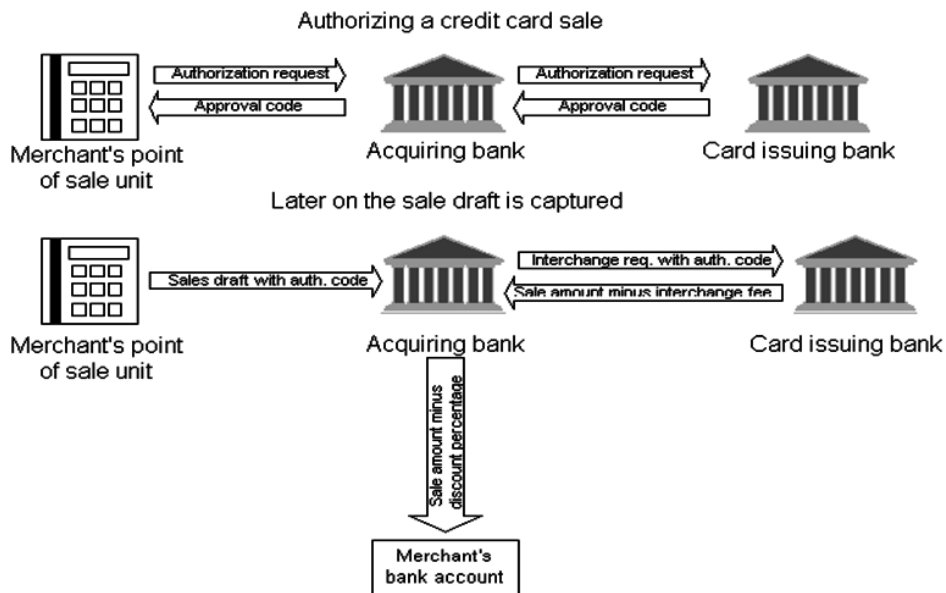 Authorizing a credit card sale
Authorization request
Authorization request
Approval code
Approval code
Merchant's point
of sale unit
Acquiring bank
Card issuing bank
Later on the sale draft is captured
Sales draft with auth. code
Interchange req. with auth. code
Sale amount minus interchange fee
Merchant's point
of sale unit
Acquiring bank
Card issuing bank
Sale amount minus
discount percentage
Merchant's
bank account